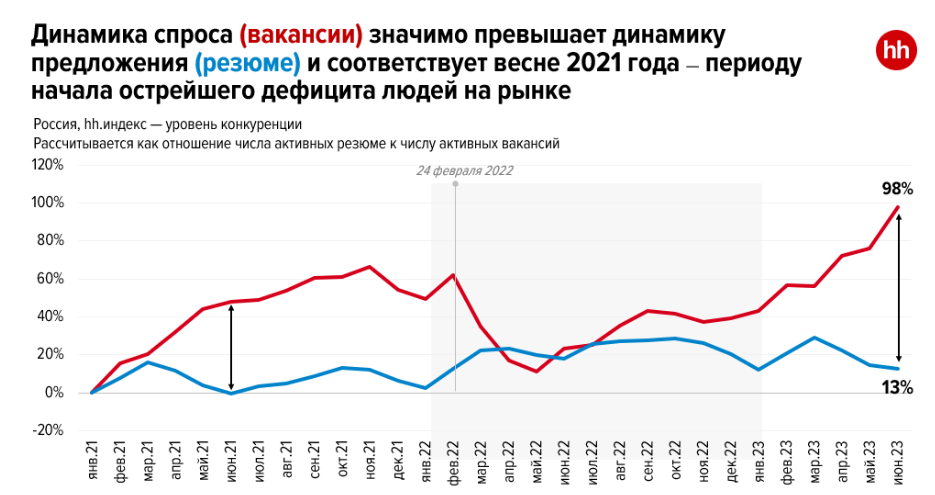 Динамика спроса (вакансии) значимо превышает динамику
предложения (резюме) и соответствует весне 2021 года – периоду
начала острейшего дефицита людей на рынке
hh
Россия, hh.индекс — уровень конкуренции
Рассчитывается как отношение числа активных резюме к числу активных вакансий
120%
24 февраля 2022
100%
98%
80%
60%
40%
20%
0%
13%
-20%
янв.21
фев.21
мар.21
апр.21
май.21
июн.21
июл.21
авг.21
сен.21
окт.21
ноя.21
дек.21
янв.22
фев.22
мар.22
апр.22
май.22
июн.22
июл.22
авг.22
сен.22
окт.22
ноя.22
дек.22
янв.23
фев.23
мар.23
апр.23
май.23
июн.23